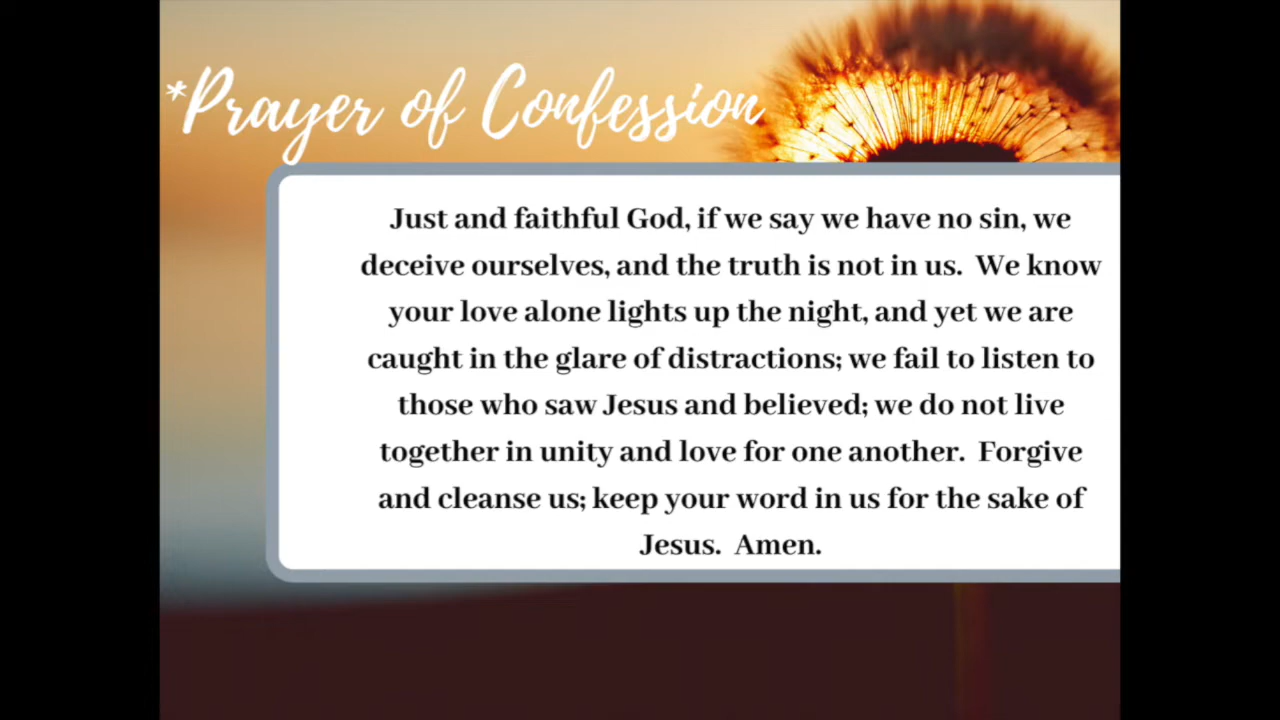 *Prayer of Confession
Just and faithful God, if we say we have no sin, we
deceive ourselves, and the truth is not in us.  We know
your love alone lights up the night, and yet we are
caught in the glare of distractions; we fail to listen to
those who saw Jesus and believed; we do not live
together in unity and love for one another.  Forgive
and cleanse us; keep your word in us for the sake of
Jesus.  Amen.